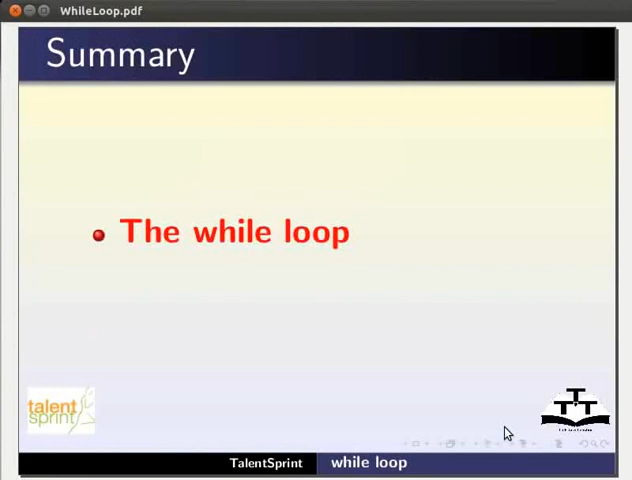 WhileLoop.pdf
Summary
The while loop
talent
sprint
TalentSprint
while loop